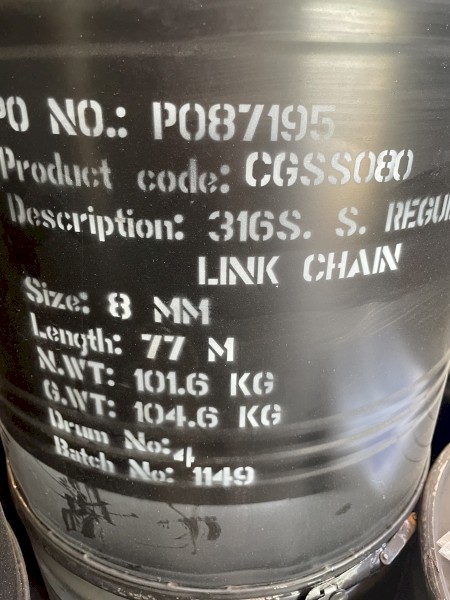 PO NO.: PO87195
Product code: CGSS080
Description: 316S. S. REGU
LINK CHAIN
Size: 8 MM
Length: 77 M
N.WT: 101.6 KG
G.WT: 104.6 KG
Drum No: 4
Batch No: 1149